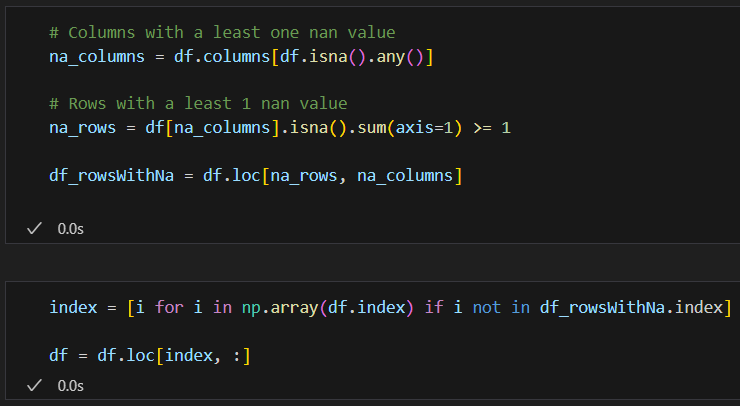 # Columns with a least one nan value
na_columns = df.columns[df.isna().any()]
# Rows with a least 1 nan value
na_rows = df[na_columns].isna().sum(axis=1) >= 1
df_rowsWithNa = df.loc[na_rows, na_columns]
0.0s
index = [i for i in np.array(df.index) if i not in df_rowsWithNa.index]
df = df.loc[index, :]
0.0s